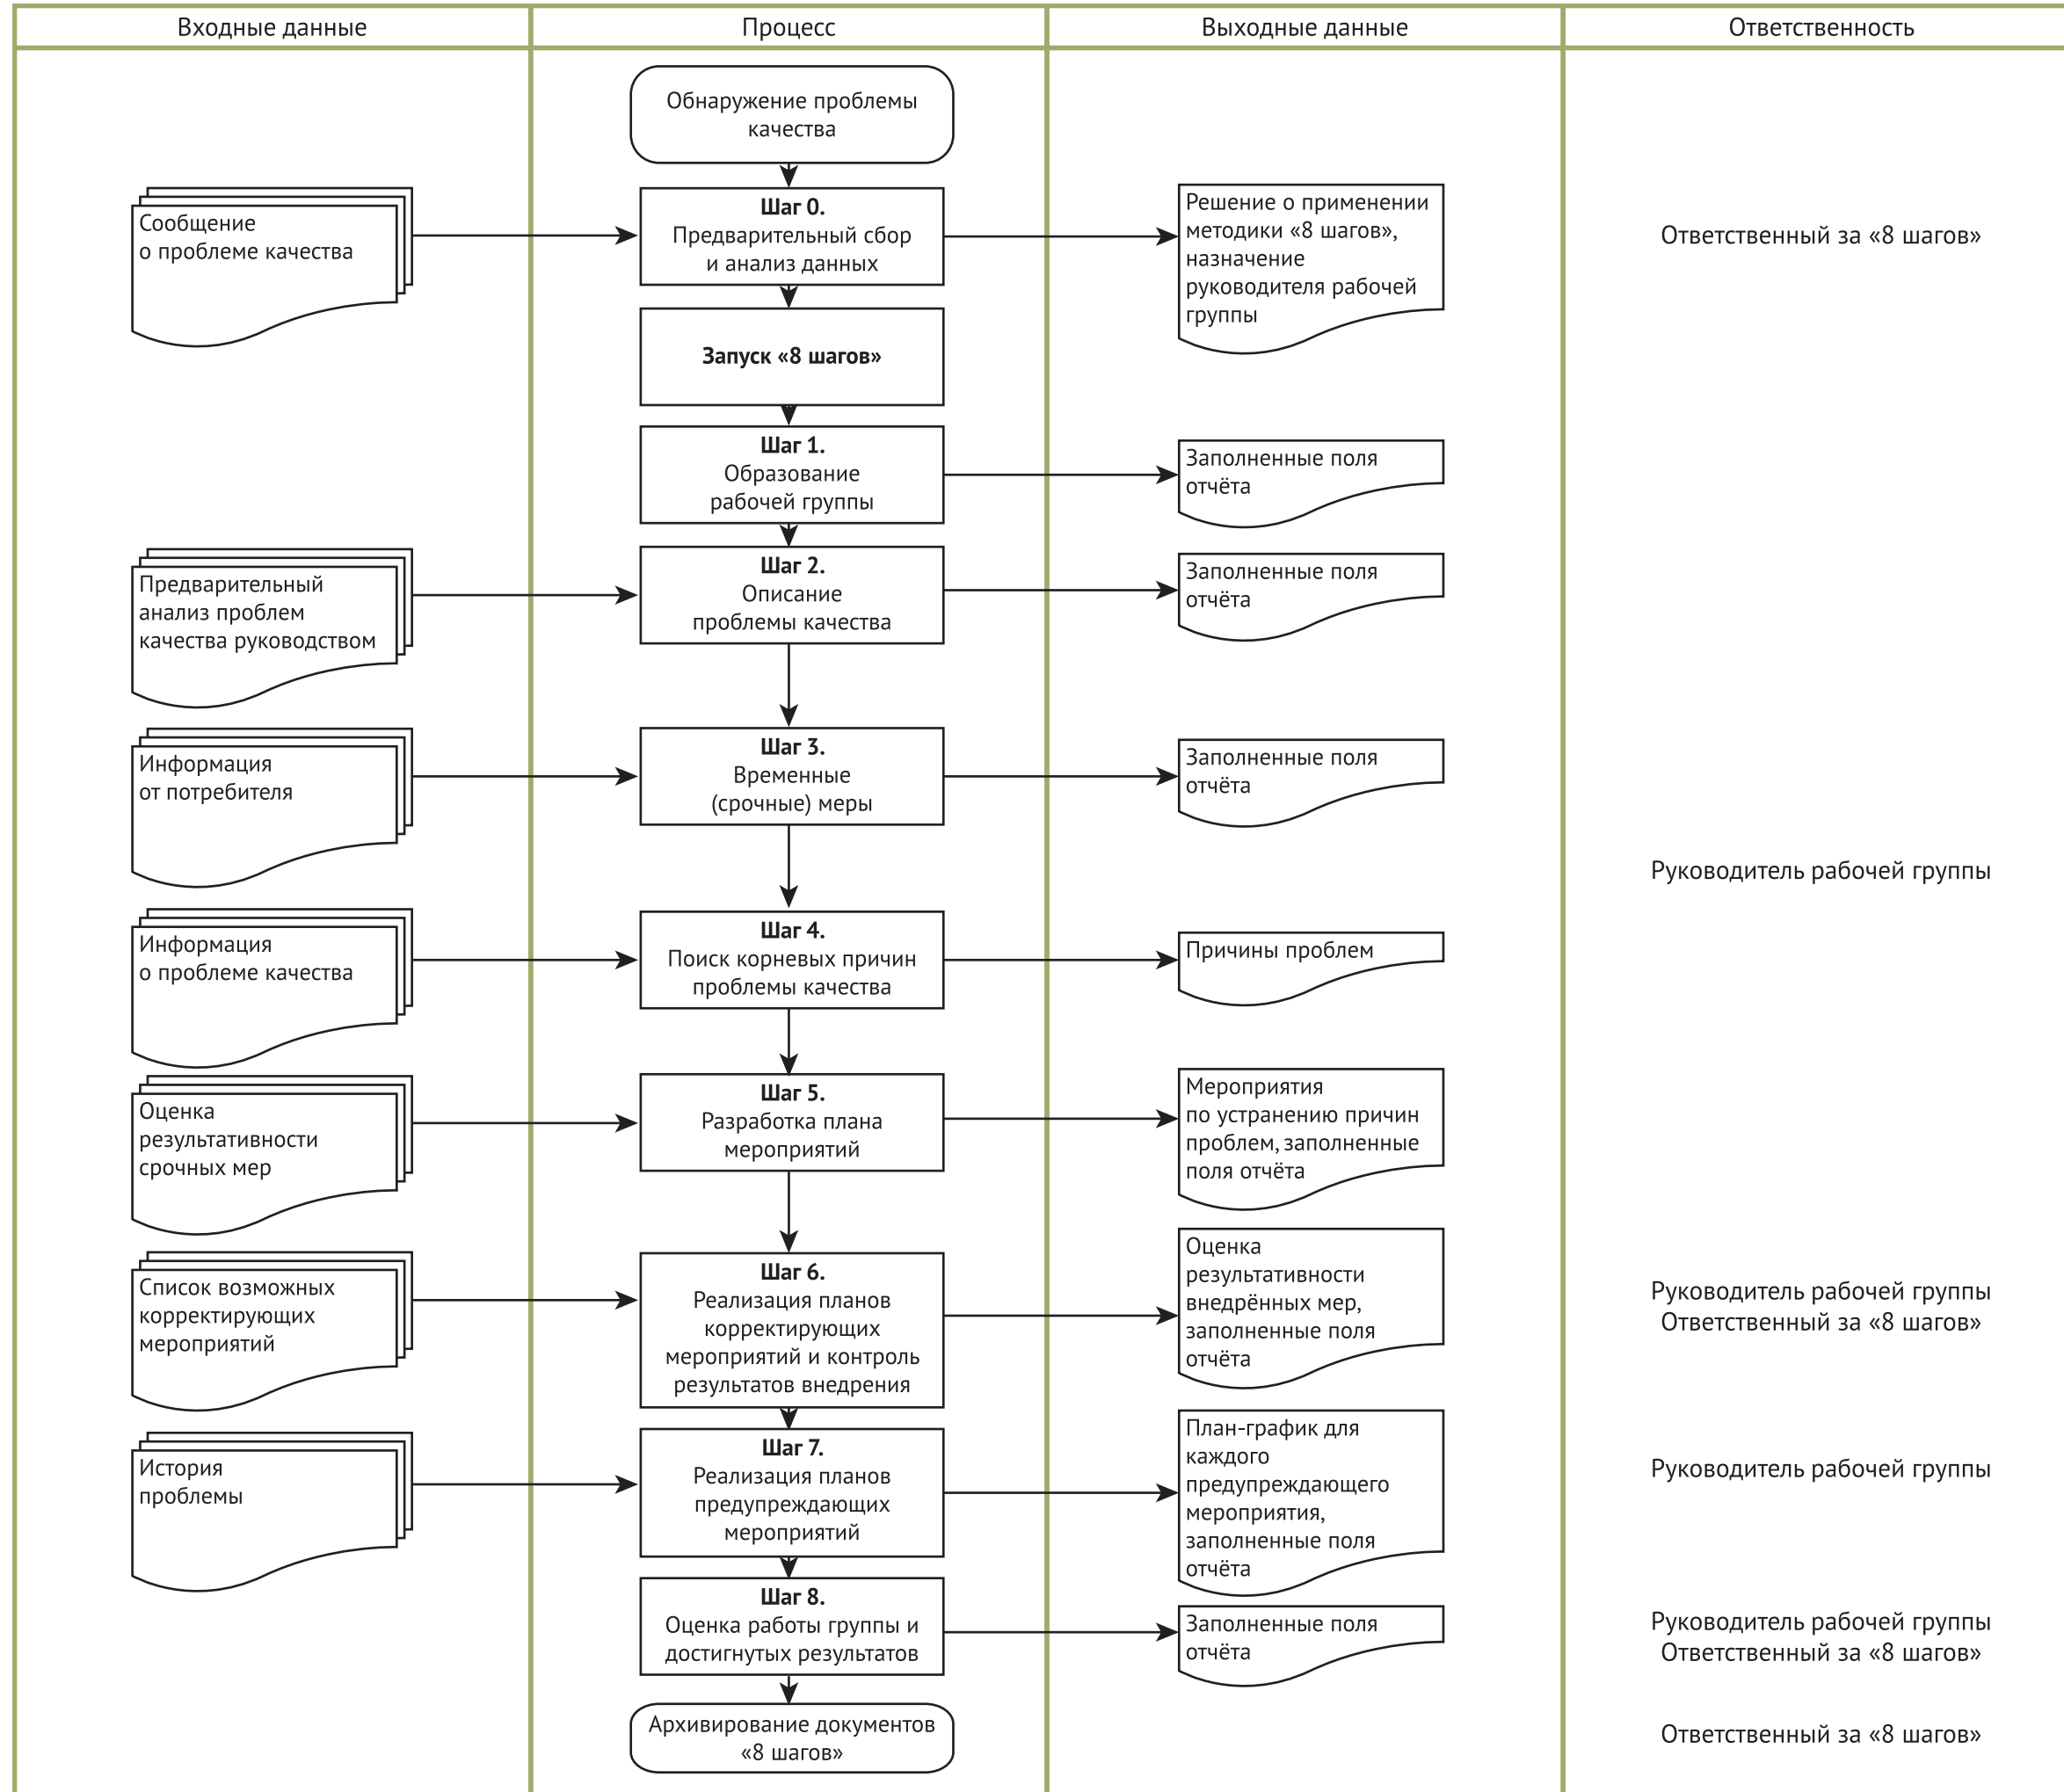 Входные данные
Процесс
Выходные данные
Ответственность
Обнаружение проблемы
качества
Сообщение
о проблеме качества
Шаг 0.
Предварительный сбор
и анализ данных
Решение о применении
методики «8 шагов»,
назначение
руководителя рабочей
группы
Ответственный за «8 шагов»
Запуск «8 шагов»
Шаг 1.
Образование
рабочей группы
Заполненные поля
отчёта
Предварительный
анализ проблем
качества руководством
Шаг 2.
Описание
проблемы качества
Заполненные поля
отчёта
Информация
от потребителя
Шаг 3.
Временные
(срочные) меры
Заполненные поля
отчёта
Руководитель рабочей группы
Информация
о проблеме качества
Шаг 4.
Поиск корневых причин
проблемы качества
Причины проблем
Оценка
результативности
срочных мер
Шаг 5.
Разработка плана
мероприятий
Мероприятия
по устранению причин
проблем, заполненные
поля отчёта
Список возможных
корректирующих
мероприятий
Шаг 6.
Реализация планов
корректирующих
мероприятий и контроль
результатов внедрения
Оценка
результативности
внедрённых мер,
заполненные поля
отчёта
Руководитель рабочей группы
Ответственный за «8 шагов»
История
проблемы
Шаг 7.
Реализация планов
предупреждающих
мероприятий
План-график для
каждого
предупреждающего
мероприятия,
заполненные поля
отчёта
Руководитель рабочей группы
Шаг 8.
Оценка работы группы и
достигнутых результатов
Заполненные поля
отчёта
Руководитель рабочей группы
Ответственный за «8 шагов»
Архивирование документов
«8 шагов»
Ответственный за «8 шагов»